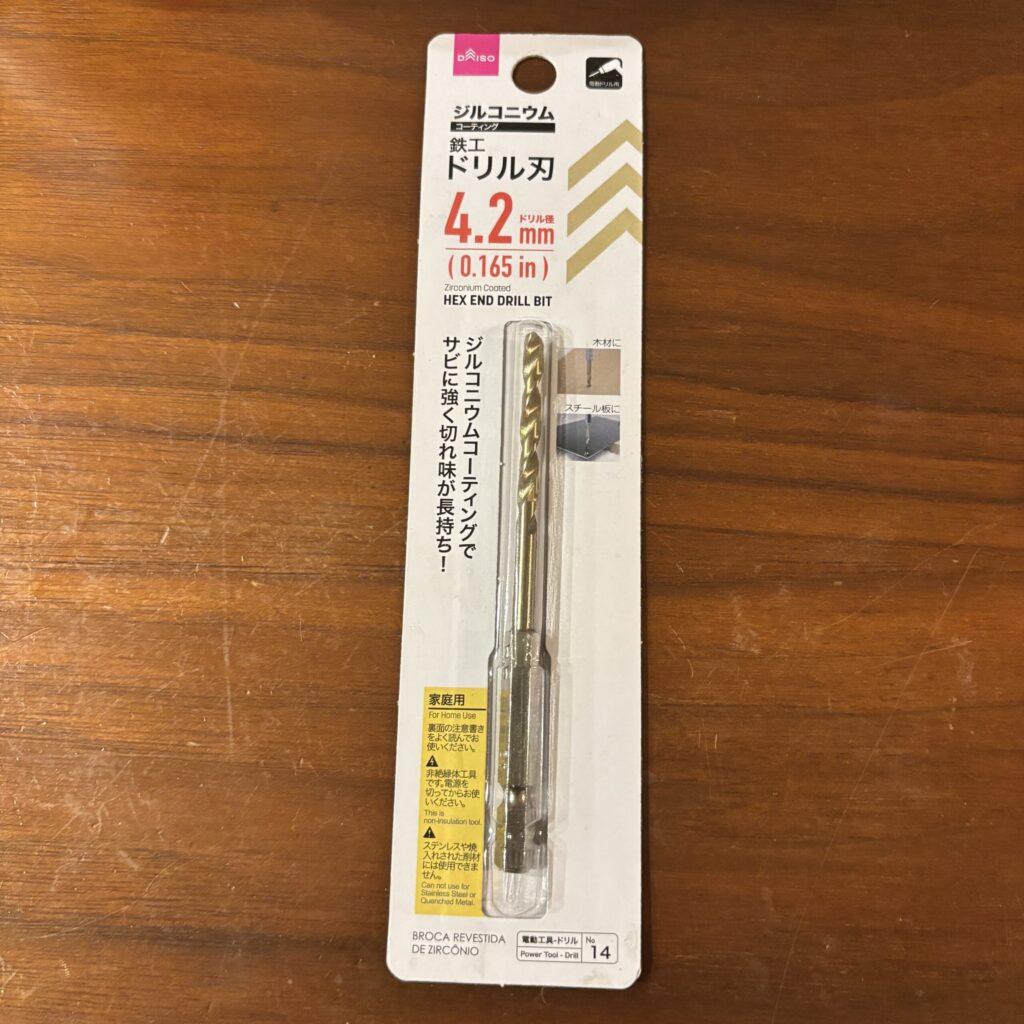 DAISO
電動ドリル用
ジルコニウム
コーティング
鉄工
ドリル刃
4.2 ドリル径 mm
( 0.165 in )
Zirconium Coated
HEX END DRILL BIT
ジルコニウムコーティングで
サビに強く切れ味が長持ち！
木材に
スチール板に
家庭用
For Home Use
裏面の注意書き
をよく読んでお
使いください。
非絶縁体工具
です。電源を
切ってからお使
いください。
This is
non-insulation tool.
ステンレスや焼
入れされた削材
には使用できま
せん。
Can not use for
Stainless Steel or
Quenched Metal.
BROCA REVESTIDA
DE ZIRCÔNIO
電動工具-ドリル
Power Tool - Drill
No
14